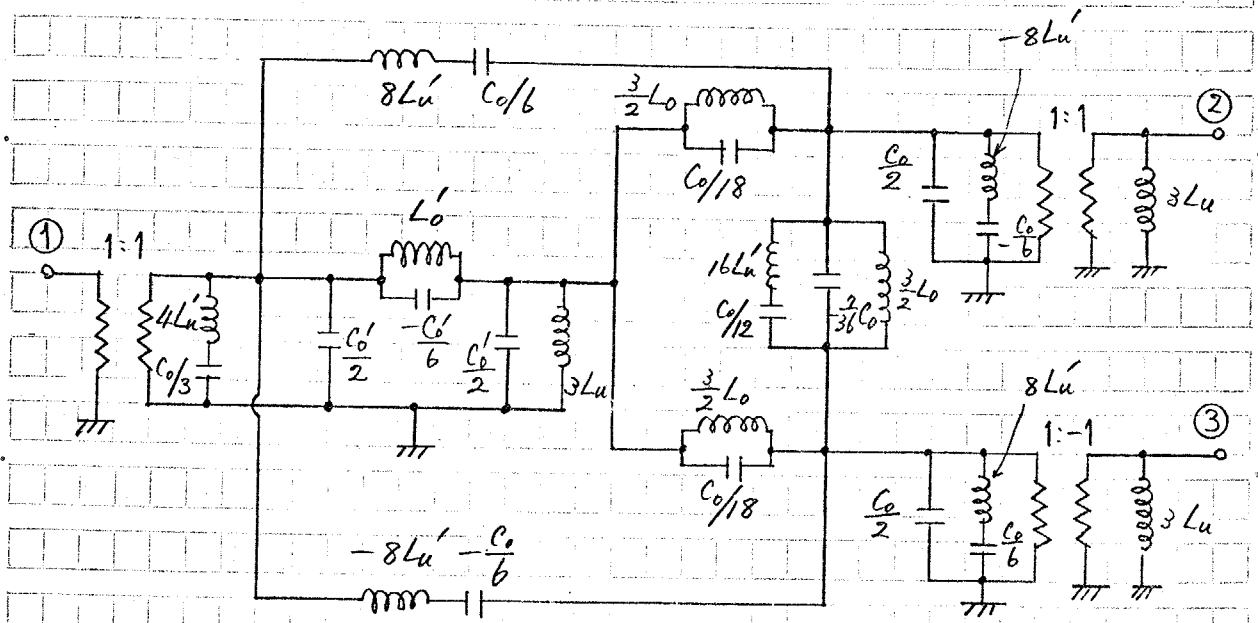 -8Lu′
8Lu′
C₀/6
3/2 L₀
C₀/18
C₀/2
1:1
②
3Lu
-C₀/6
①
1:1
L₀′
-C₀′/6
4Lu′
C₀/3
C₀′/2
C₀′/2
3Lu
16Lu′
C₀/12
-7/36 C₀
3/2 L₀
3/2 L₀
C₀/18
8Lu′
1:-1
③
C₀/2
C₀/6
3Lu
-8Lu′ -C₀/6